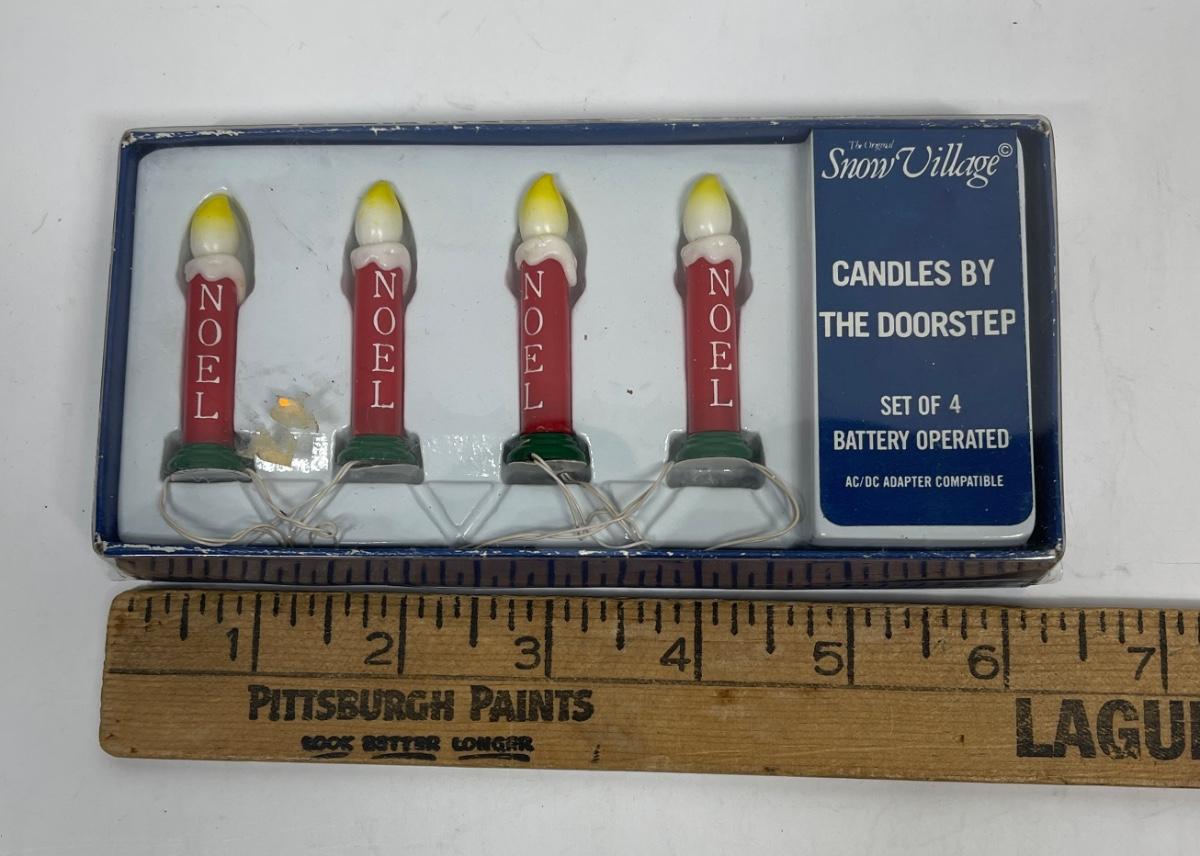 The Original
Snow Village©
CANDLES BY
THE DOORSTEP
SET OF 4
BATTERY OPERATED
AC/DC ADAPTER COMPATIBLE
NOEL
NOEL
NOEL
NOEL
1 2 3 4 5 6 7
PITTSBURGH PAINTS
LOOK BETTER LONGER
LAGU